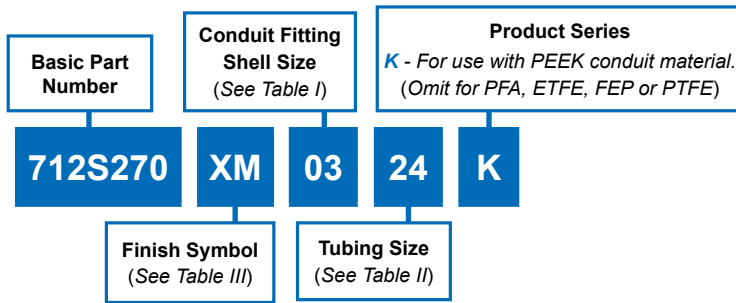 Basic Part
Number
Conduit Fitting
Shell Size
(See Table I)
Product Series
K - For use with PEEK conduit material.
(Omit for PFA, ETFE, FEP or PTFE)
712S270 XM 03 24 K
Finish Symbol
(See Table III)
Tubing Size
(See Table II)